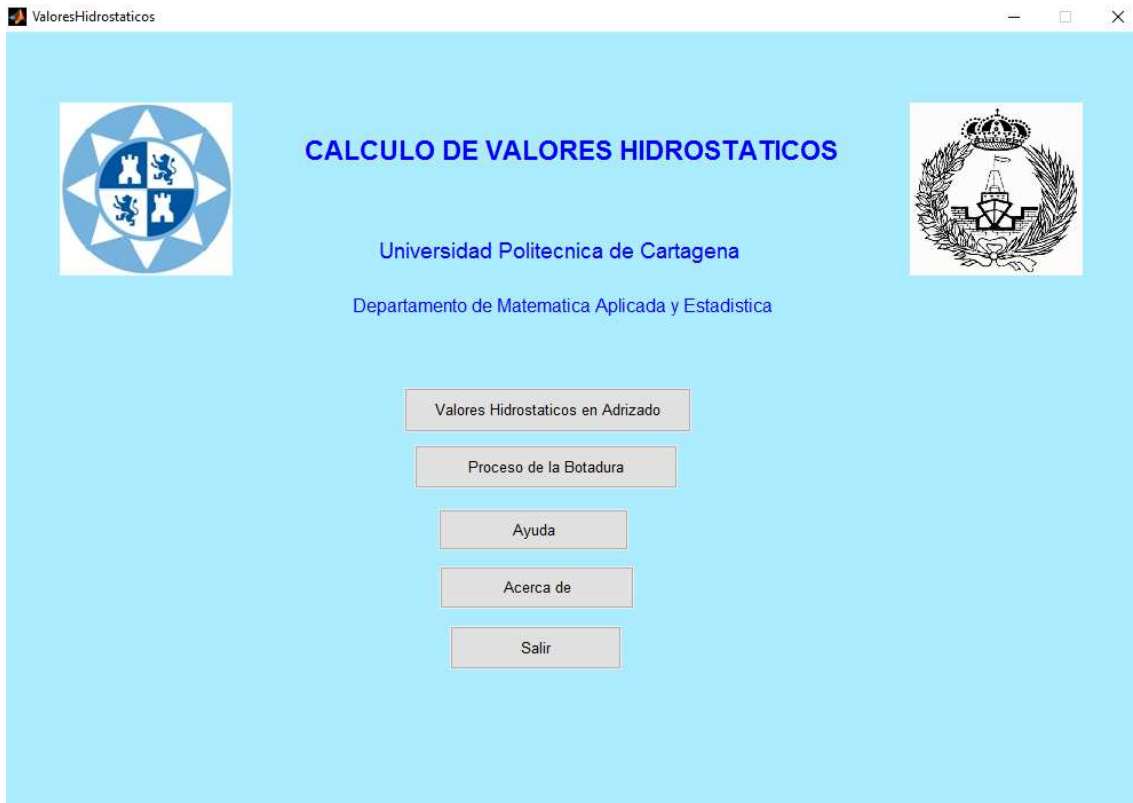 ValoresHidrostaticos
CALCULO DE VALORES HIDROSTATICOS
Universidad Politecnica de Cartagena
Departamento de Matematica Aplicada y Estadistica
Valores Hidrostaticos en Adrizado
Proceso de la Botadura
Ayuda
Acerca de
Salir